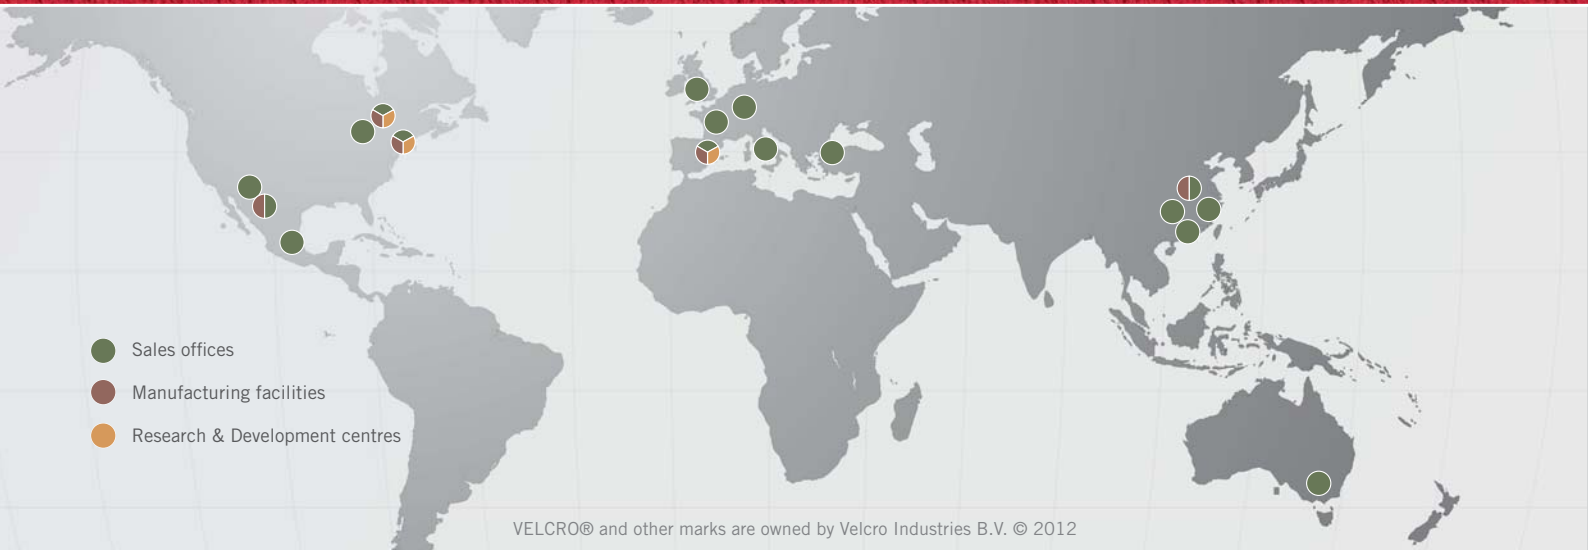 Sales offices
Manufacturing facilities
Research & Development centres
VELCRO® and other marks are owned by Velcro Industries B.V. © 2012